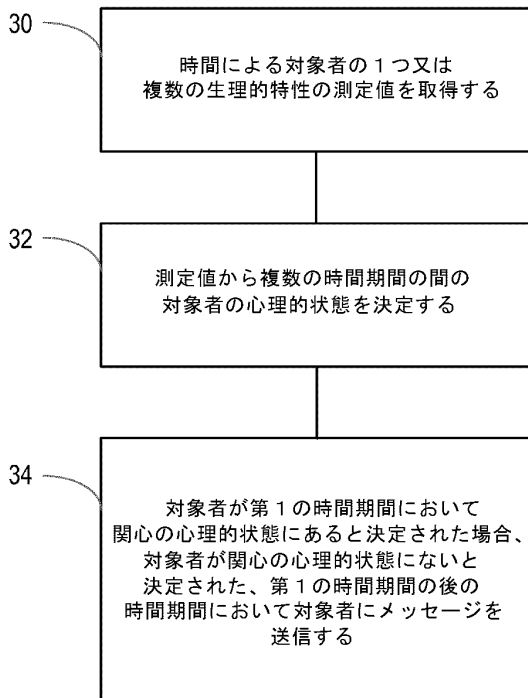 30
時間による対象者の１つ又は
複数の生理的特性の測定値を取得する
32
測定値から複数の時間期間の間の
対象者の心理的状態を決定する
34
対象者が第１の時間期間において
関心の心理的状態にあると決定された場合、
対象者が関心の心理的状態にないと
決定された、第１の時間期間の後の
時間期間において対象者にメッセージを
送信する